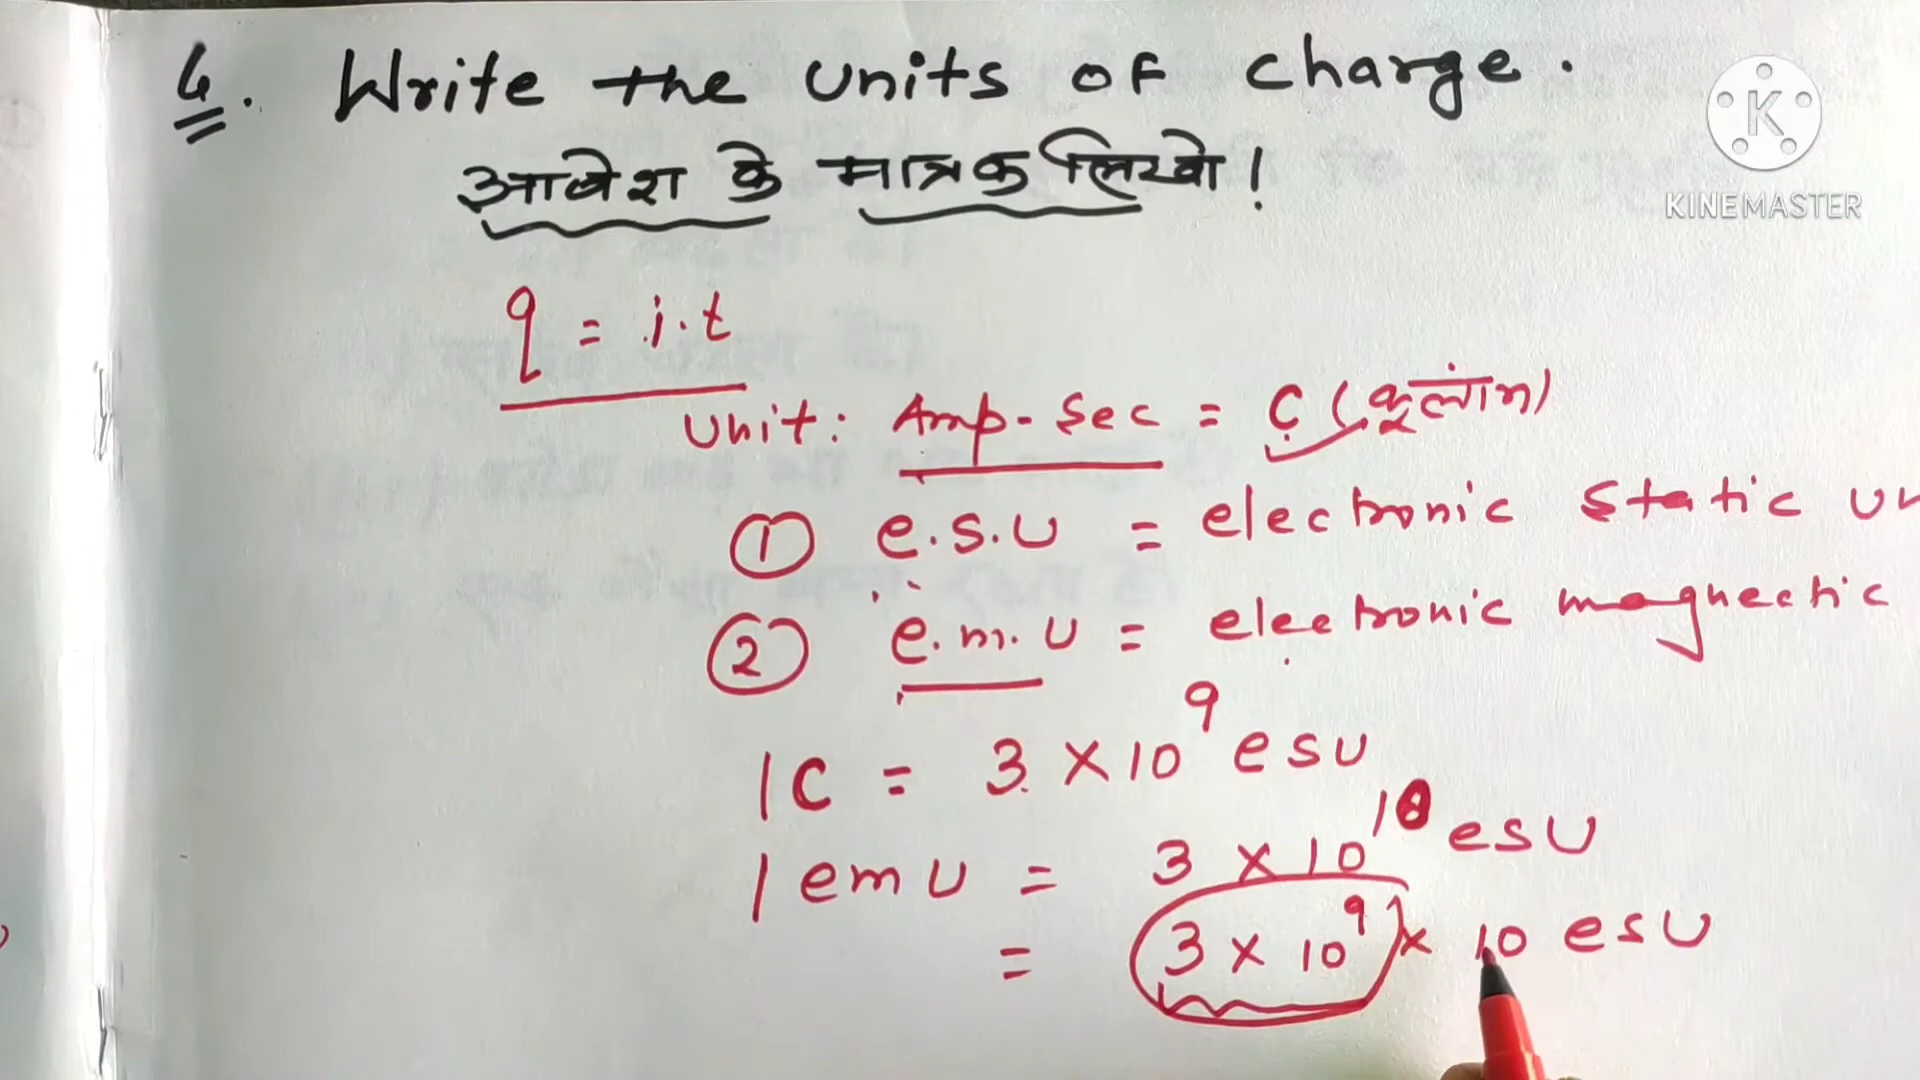 4. Write the units of charge.
आवेश के मात्रक लिखो!
q = i.t
Unit: Amp-Sec = C (कूलॉंम)
① e.s.u = electronic static un
② e.m.u = electronic magnectic
1C = 3 × 10⁹ esu
1 emu = 3 × 10¹⁰ esu
= 3 × 10⁹ × 10 esu
K
KINEMASTER